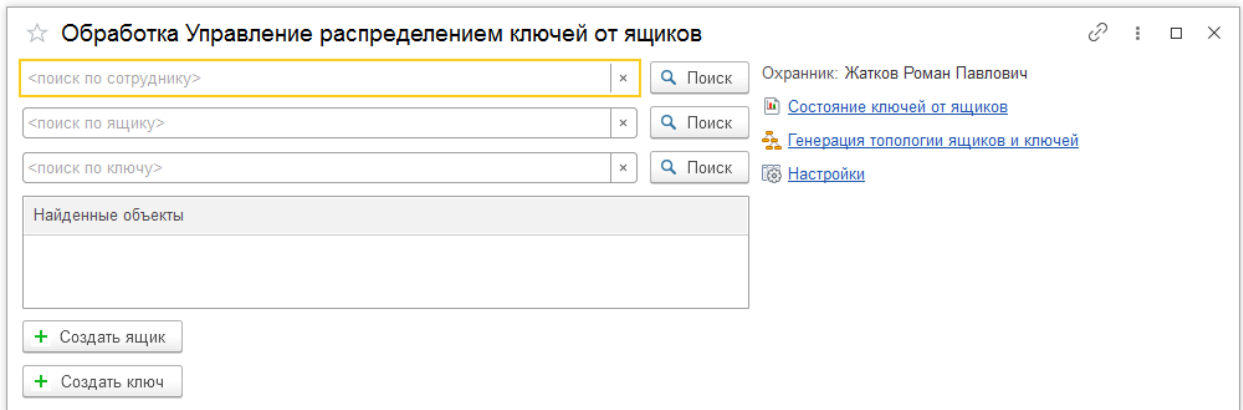 Обработка Управление распределением ключей от ящиков
<поиск по сотруднику>
Поиск
Охранник: Жатков Роман Павлович
<поиск по ящику>
Поиск
Состояние ключей от ящиков
Генерация топологии ящиков и ключей
<поиск по ключу>
Поиск
Настройки
Найденные объекты
Создать ящик
Создать ключ